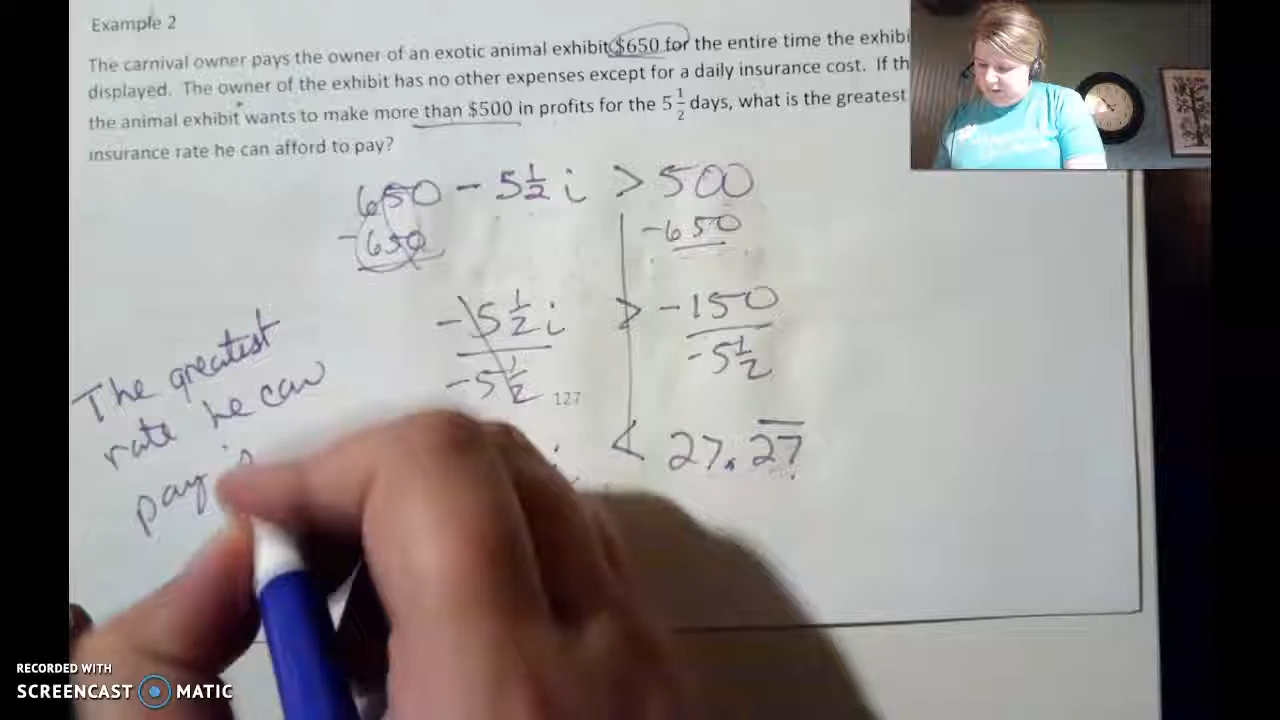 Example 2
The carnival owner pays the owner of an exotic animal exhibit $650 for the entire time the exhibi
displayed. The owner of the exhibit has no other expenses except for a daily insurance cost. If th
the animal exhibit wants to make more than $500 in profits for the 5 1/2 days, what is the greatest
insurance rate he can afford to pay?
650 - 5 1/2 i > 500
-650 -650
-5 1/2 i > -150
-5 1/2 -5 1/2
127
i < 27.2̅7̅
The greatest
rate he can
pay is
RECORDED WITH
SCREENCAST MATIC